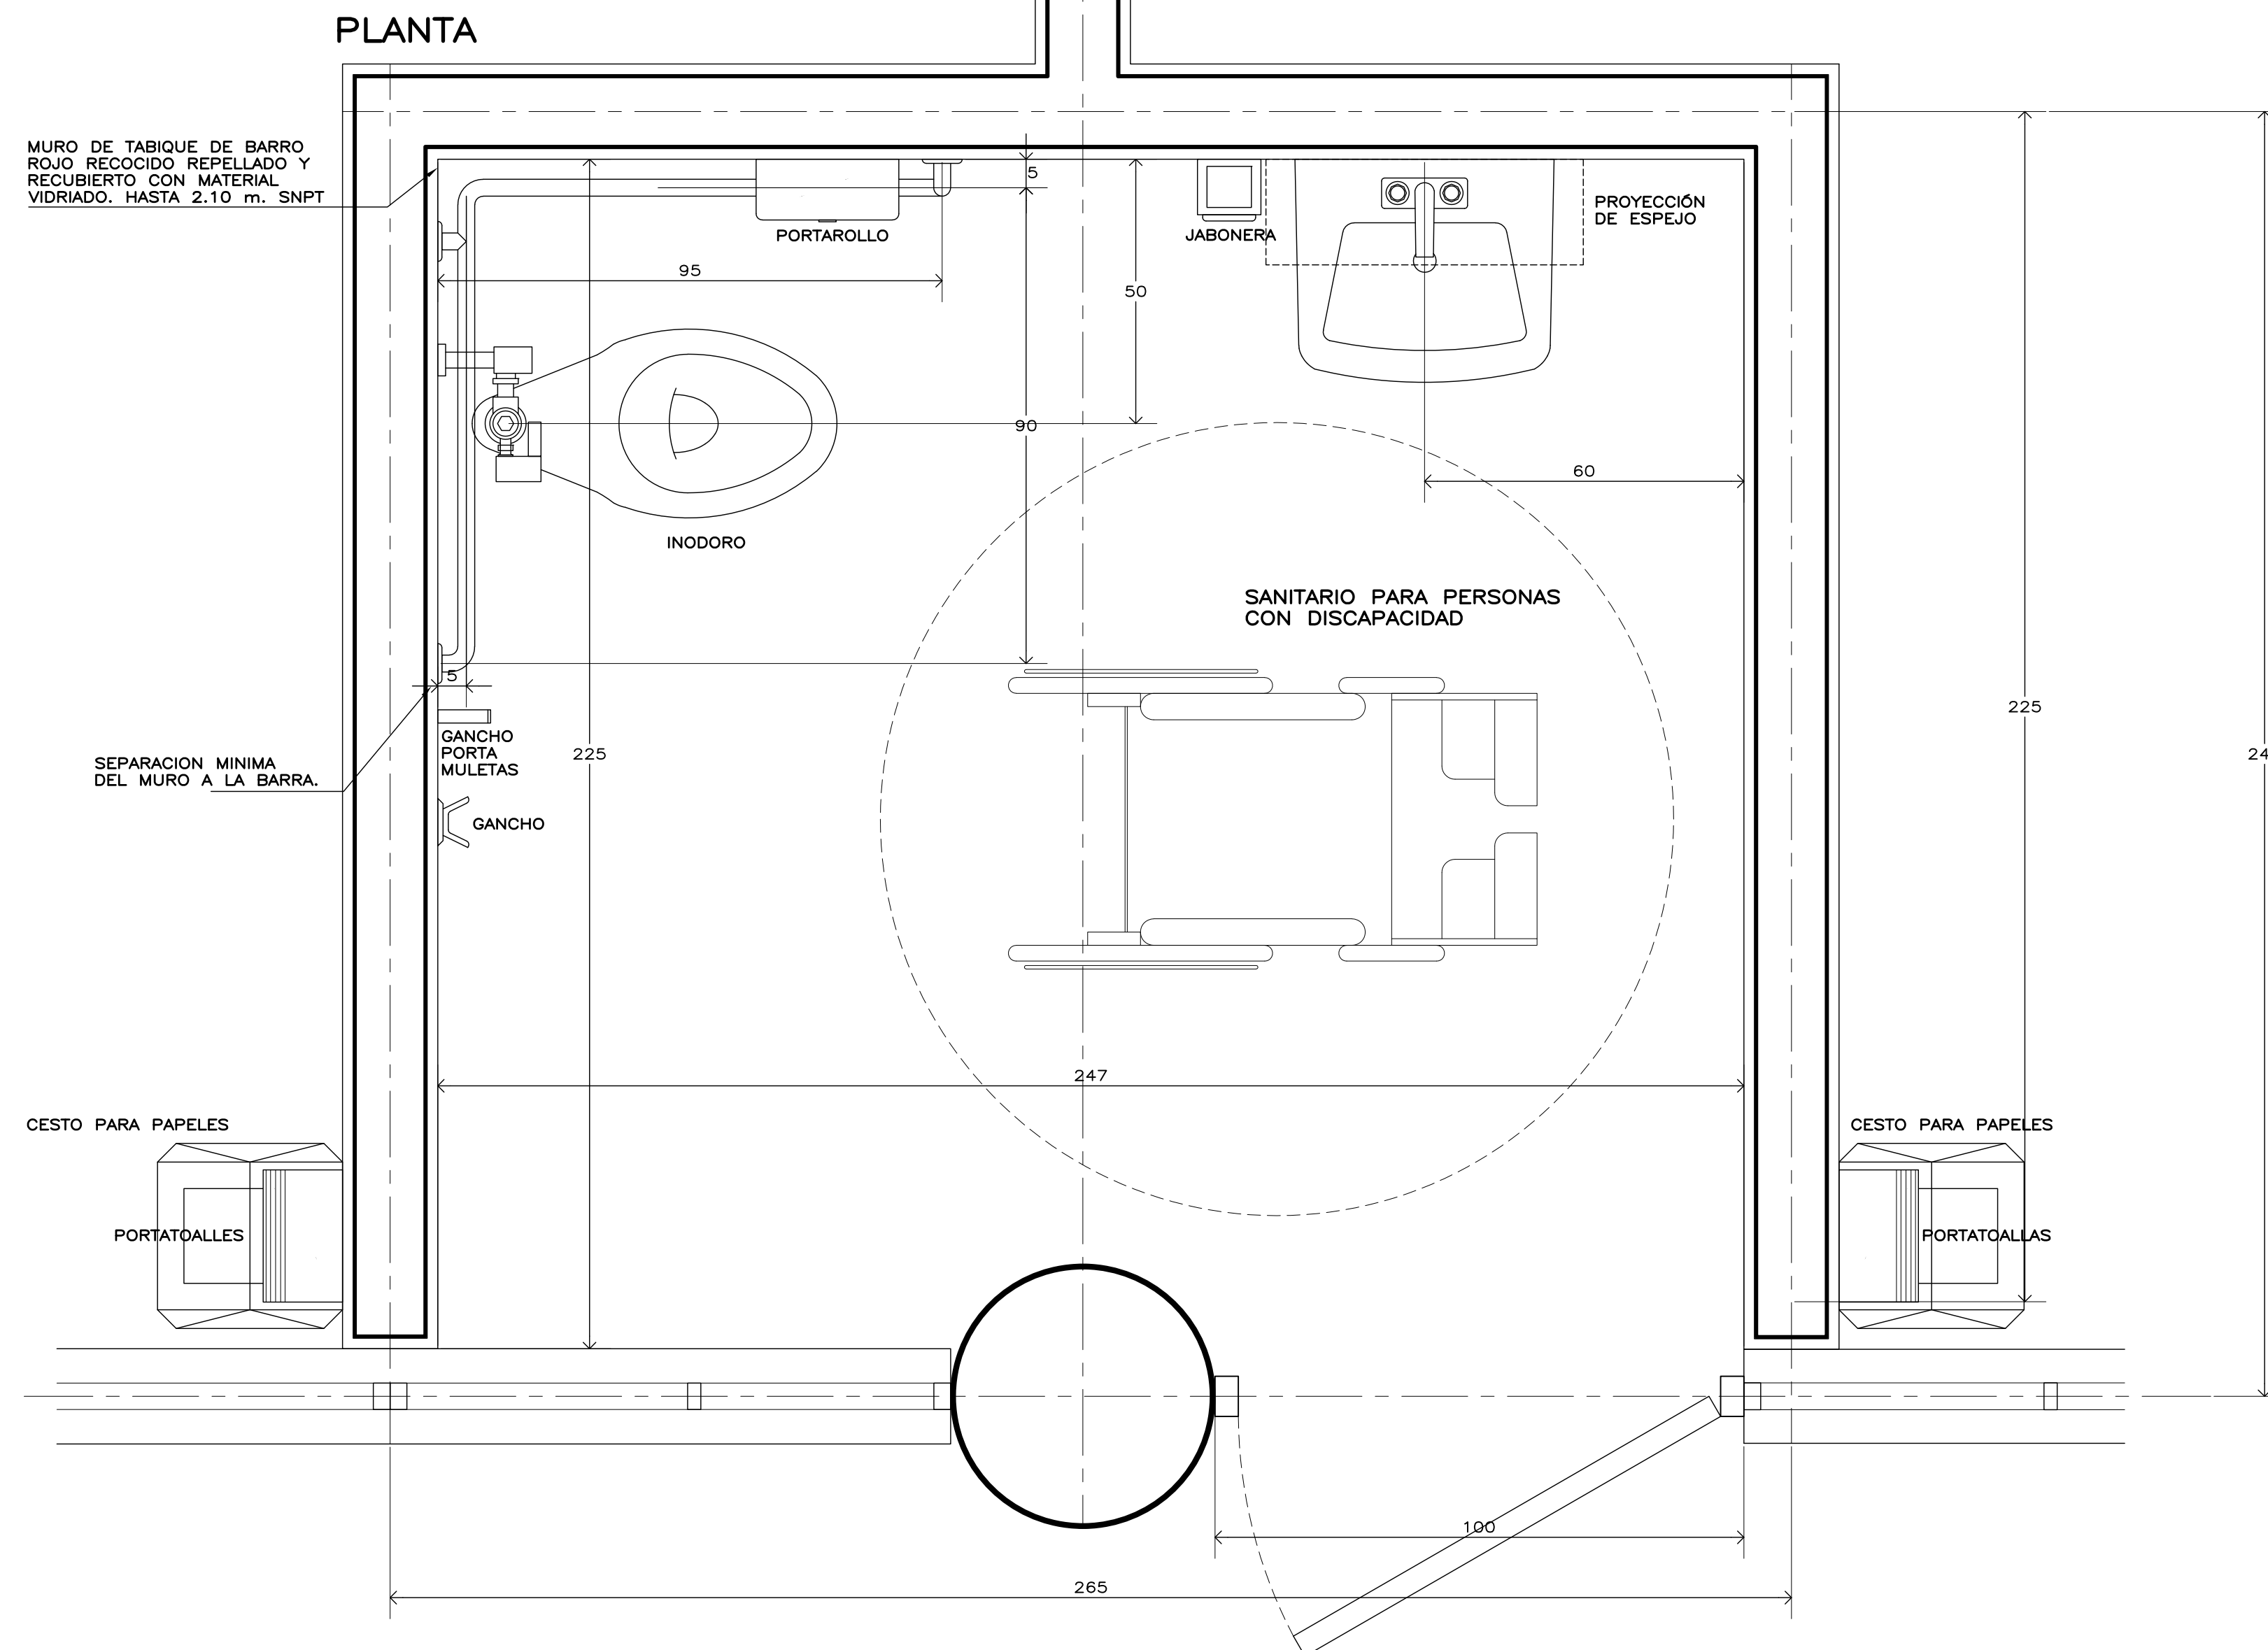 PLANTA
MURO DE TABIQUE DE BARRO
ROJO RECOCIDO REPELLADO Y
RECUBIERTO CON MATERIAL
VIDRIADO. HASTA 2.10 m. SNPT
5
PORTAROLLO
JABONERA
PROYECCIÓN
DE ESPEJO
95
50
90
60
INODORO
SANITARIO PARA PERSONAS
CON DISCAPACIDAD
5
GANCHO
PORTA
MULETAS
225
225
24
SEPARACION MINIMA
DEL MURO A LA BARRA.
GANCHO
247
CESTO PARA PAPELES
CESTO PARA PAPELES
PORTATOALLES
PORTATOALLAS
100
265